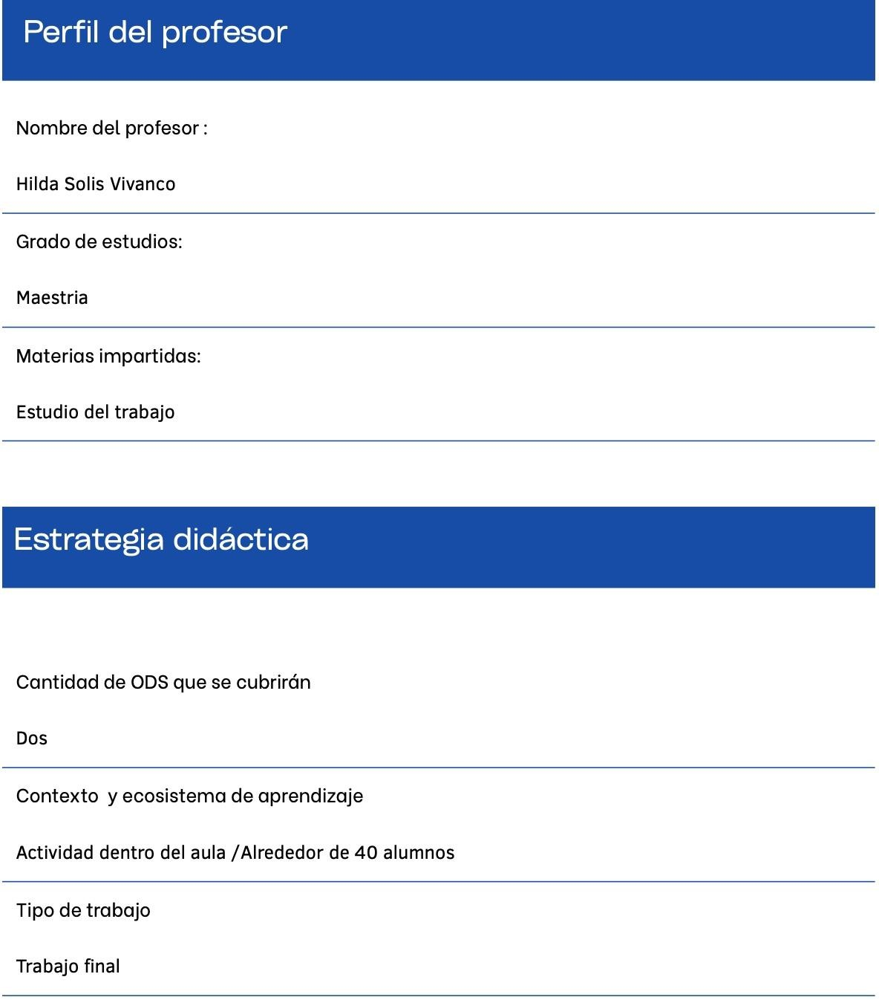 Perfil del profesor
Nombre del profesor :
Hilda Solis Vivanco
Grado de estudios:
Maestria
Materias impartidas:
Estudio del trabajo
Estrategia didáctica
Cantidad de ODS que se cubrirán
Dos
Contexto  y ecosistema de aprendizaje
Actividad dentro del aula /Alrededor de 40 alumnos
Tipo de trabajo
Trabajo final